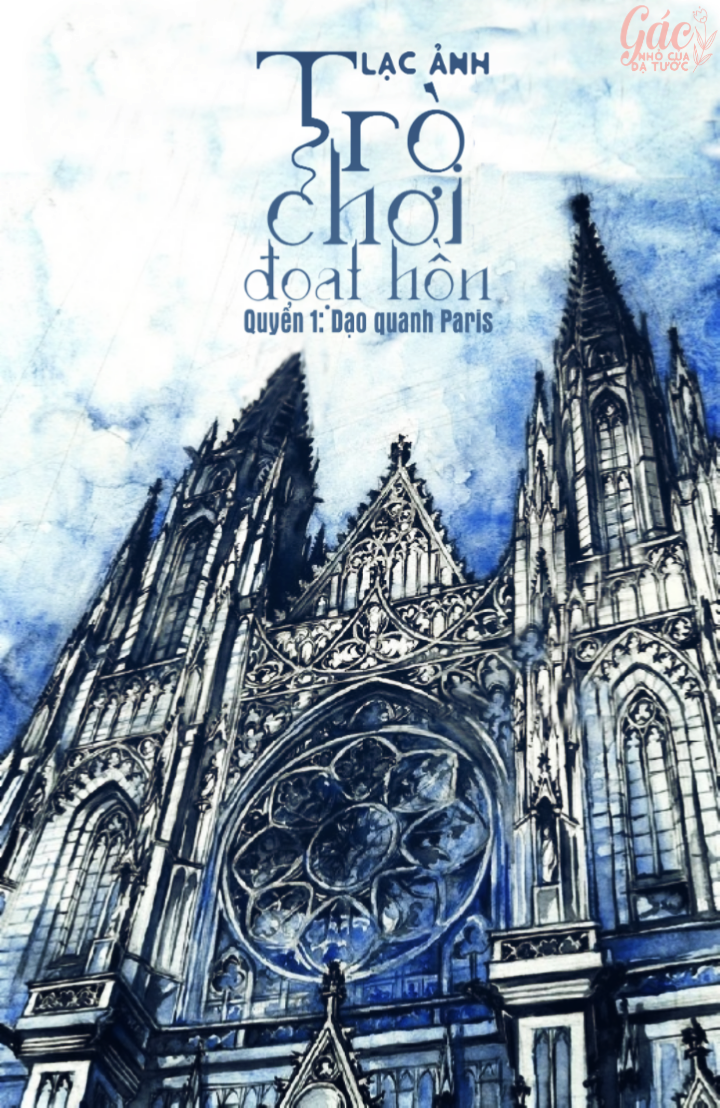 Gác
NHỎ CỦA
DẠ TƯỚC
LẠC ẢNH
Trò
chơi
đoạt hồn
Quyển 1: Dạo quanh Paris